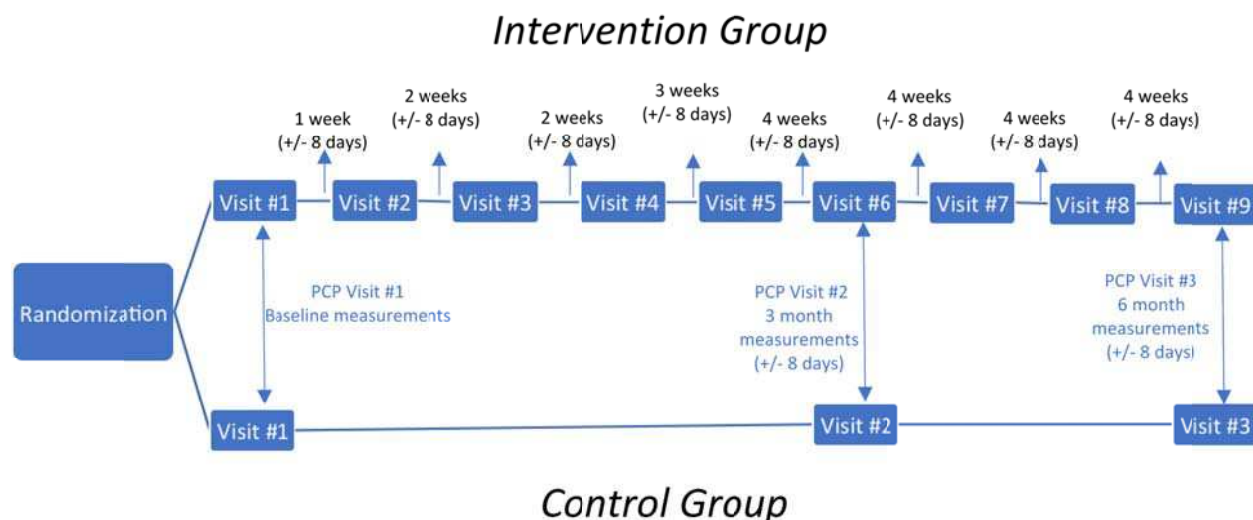 Intervention Group
1 week
(+/- 8 days)
2 weeks
(+/- 8 days)
2 weeks
(+/- 8 days)
3 weeks
(+/- 8 days)
4 weeks
(+/- 8 days)
4 weeks
(+/- 8 days)
4 weeks
(+/- 8 days)
4 weeks
(+/- 8 days)
Visit #1
Visit #2
Visit #3
Visit #4
Visit #5
Visit #6
Visit #7
Visit #8
Visit #9
Randomization
PCP Visit #1
Baseline measurements
PCP Visit #2
3 month
measurements
(+/- 8 days)
PCP Visit #3
6 month
measurements
(+/- 8 days)
Visit #1
Visit #2
Visit #3
Control Group